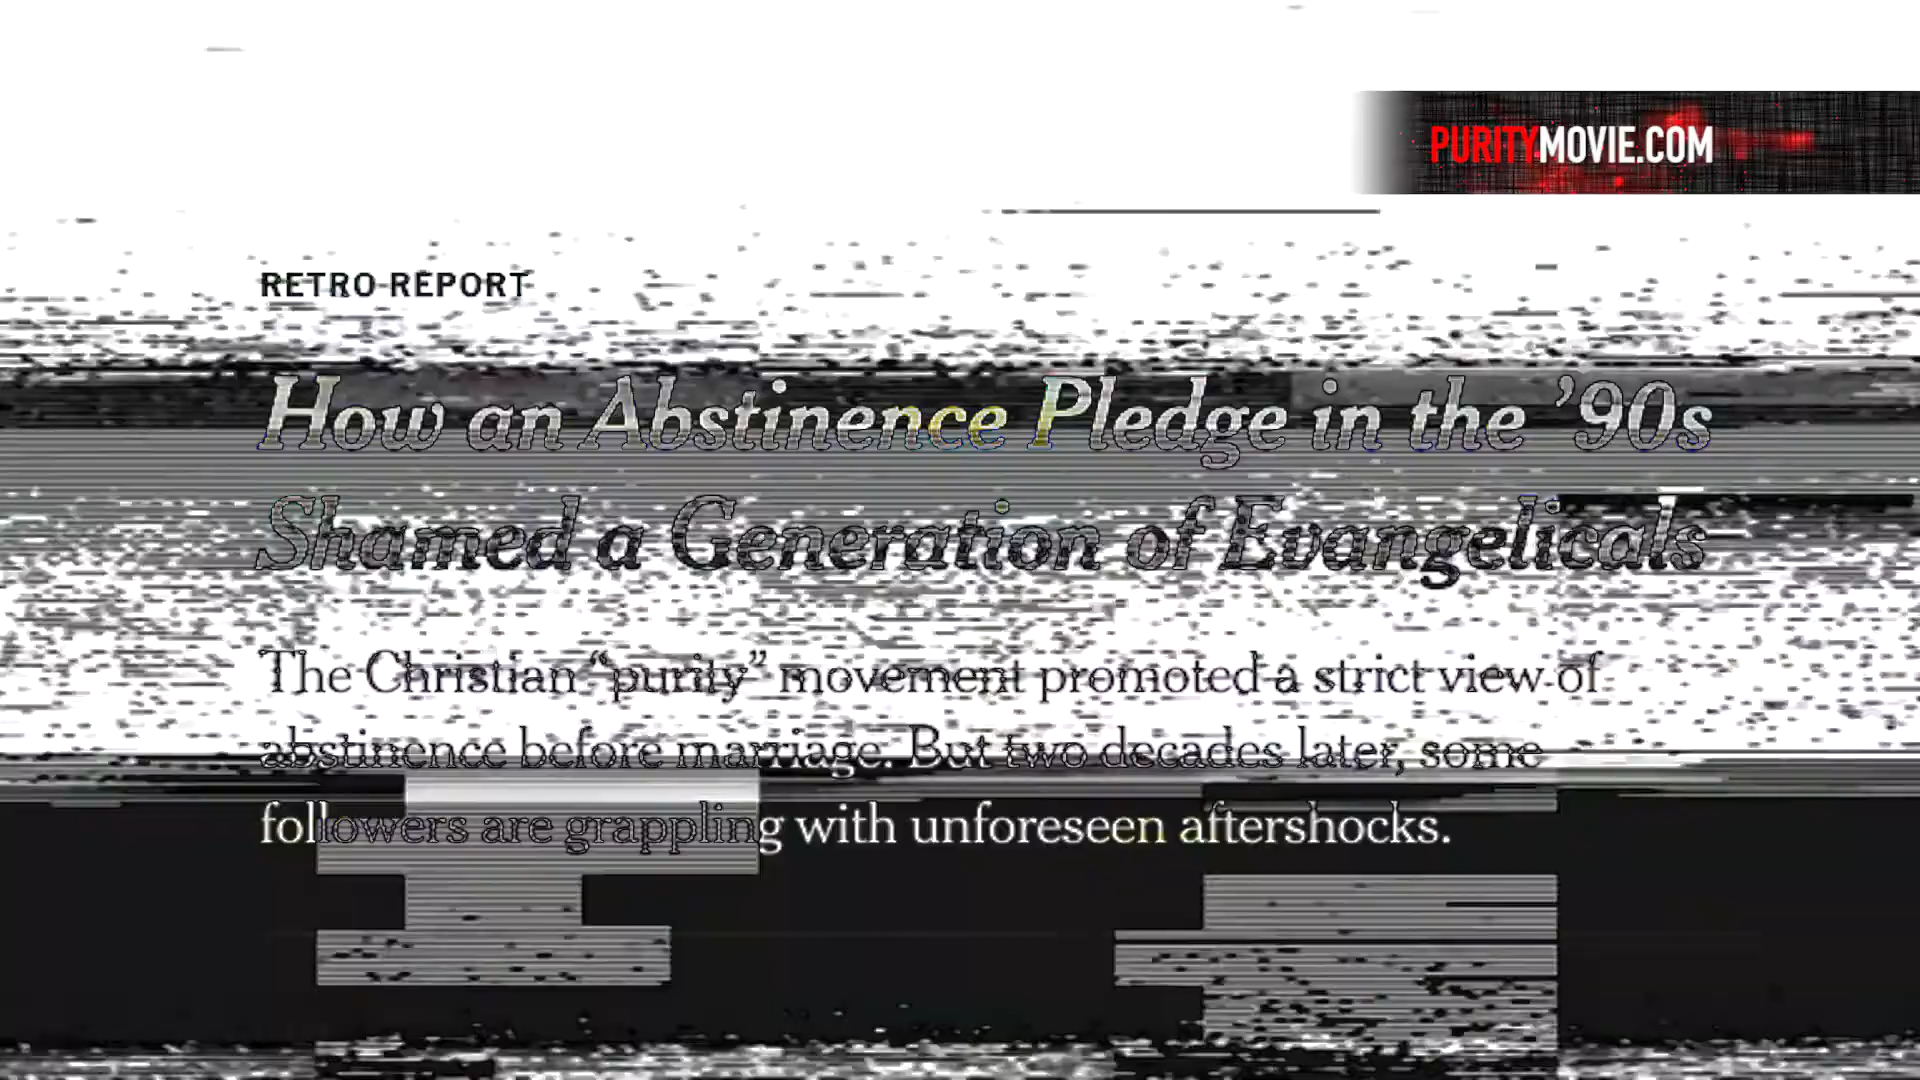 PURITYMOVIE.COM
RETRO REPORT
How an Abstinence Pledge in the ’90s
Shamed a Generation of Evangelicals
The Christian “purity” movement promoted a strict view of
abstinence before marriage. But two decades later, some
followers are grappling with unforeseen aftershocks.